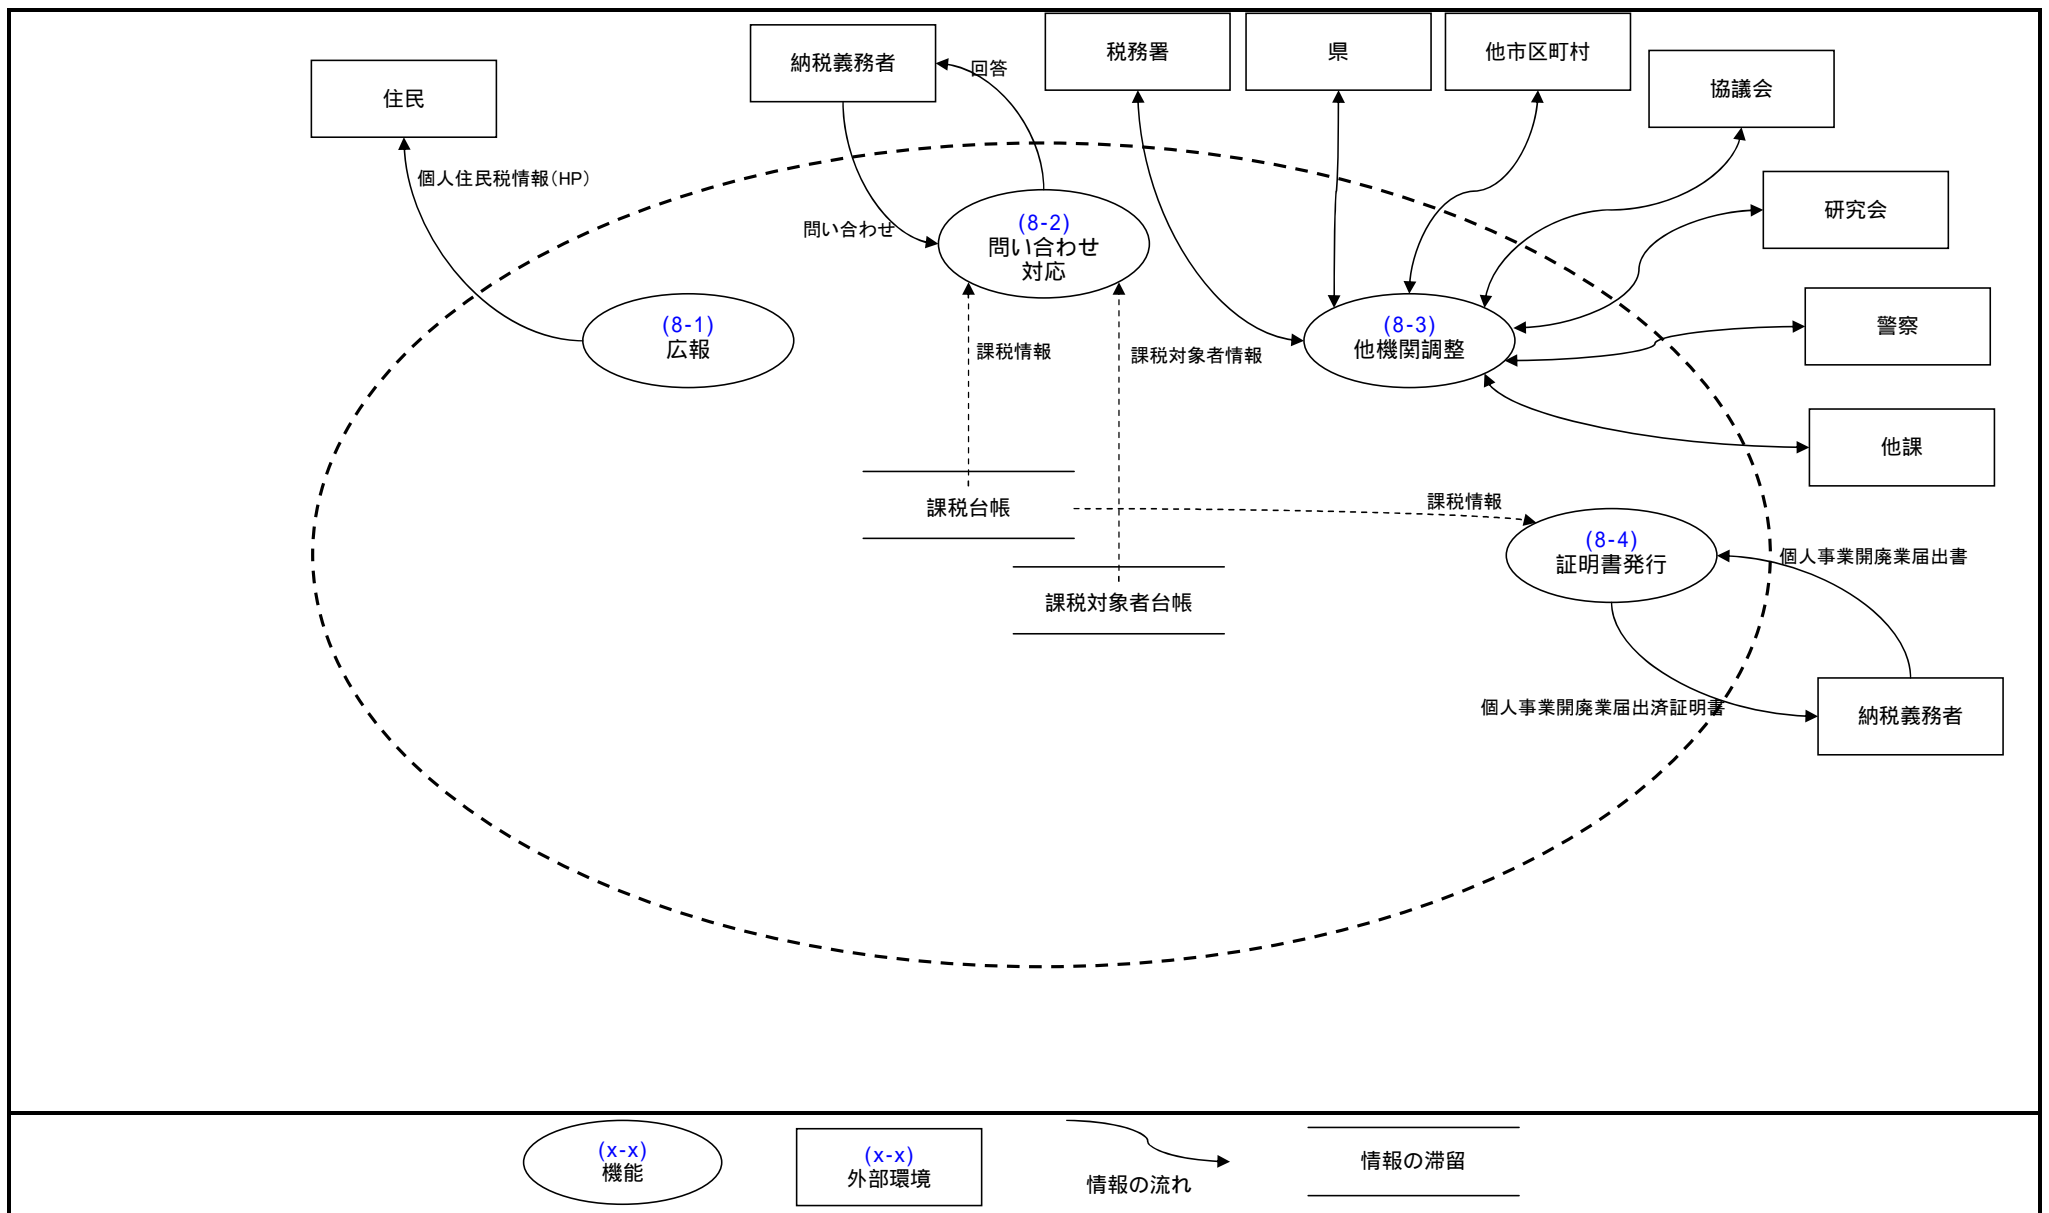 住民
納税義務者
回答
税務署
県
他市区町村
協議会
個人住民税情報(HP)
問い合わせ
(8-2)
問い合わせ
対応
研究会
(8-1)
広報
課税情報
課税対象者情報
(8-3)
他機関調整
警察
他課
課税台帳
課税情報
(8-4)
証明書発行
個人事業開廃業届出書
課税対象者台帳
個人事業開廃業届出済証明書
納税義務者
(x-x)
機能
(x-x)
外部環境
情報の流れ
情報の滞留